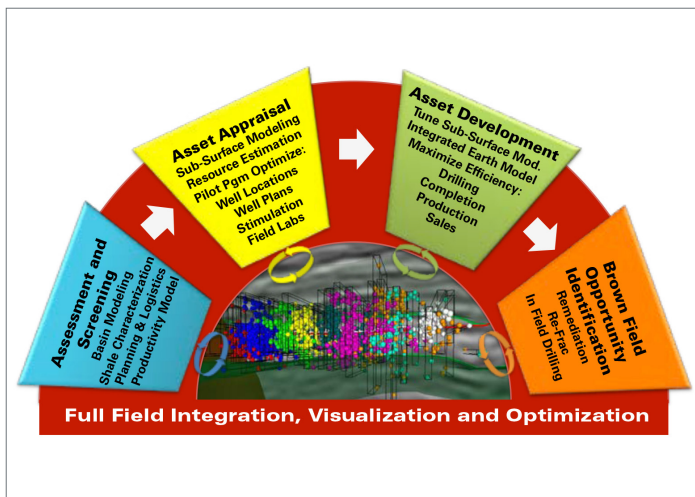 Assessment and
Screening
Basin Modeling
Shale Characterization
Planning & Logistics
Productivity Model
Asset Appraisal
Sub-Surface Modeling
Resource Estimation
Pilot Pgm Optimize:
Well Locations
Well Plans
Stimulation
Field Labs
Asset Development
Tune Sub-Surface Mod.
Integrated Earth Model
Maximize Efficiency:
Drilling
Completion
Production
Sales
Brown Field
Opportunity
Identification
Remediation
Re-Frac
In Field Drilling
Full Field Integration, Visualization and Optimization